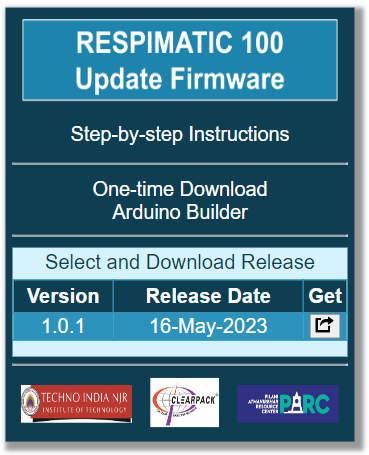 RESPIMATIC 100
Update Firmware
Step-by-step Instructions
One-time Download
Arduino Builder
Select and Download Release
Version Release Date Get
1.0.1 16-May-2023
TECHNO INDIA NJR
INSTITUTE OF TECHNOLOGY
CLEARPACK
PILANI
ATMANIRBHAR
RESOURCE
CENTER
PARC